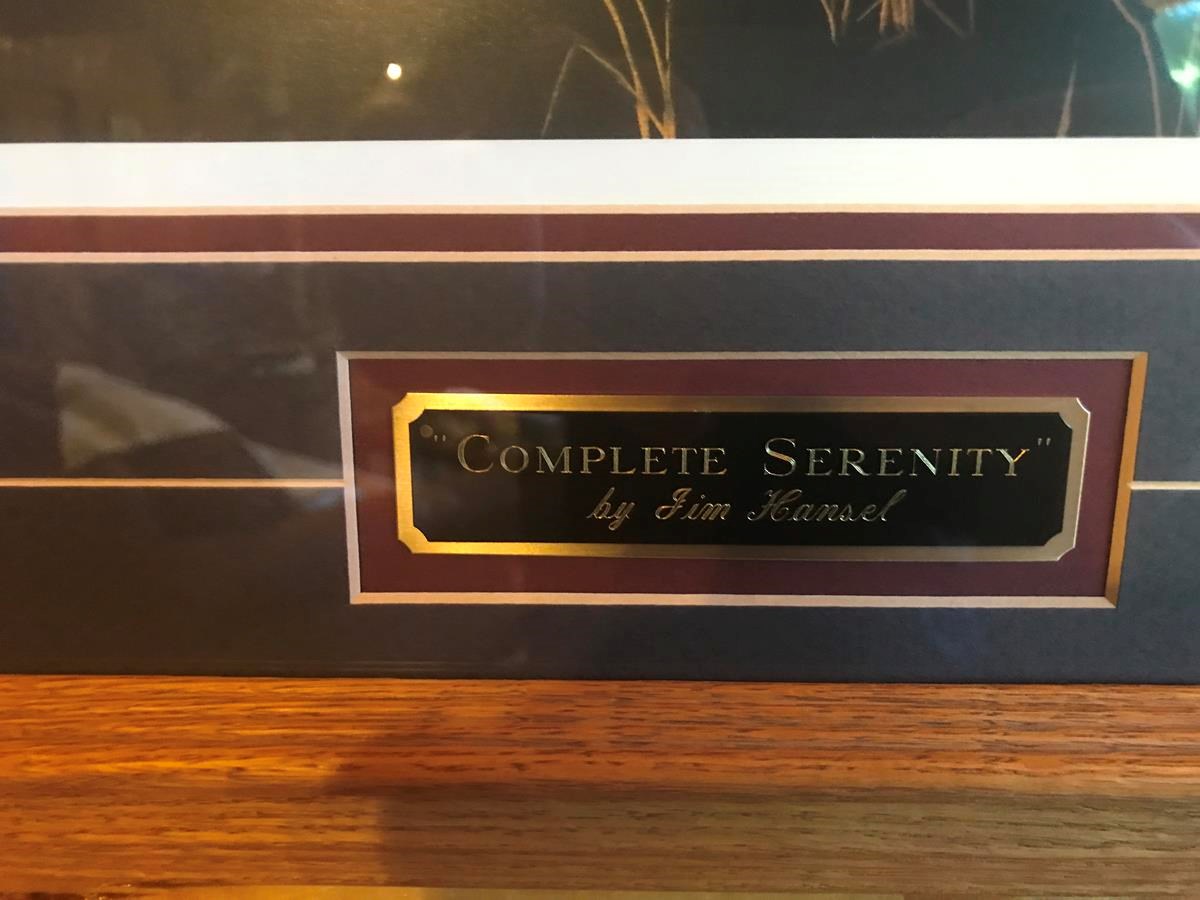 "COMPLETE SERENITY"
by Jim Hansel